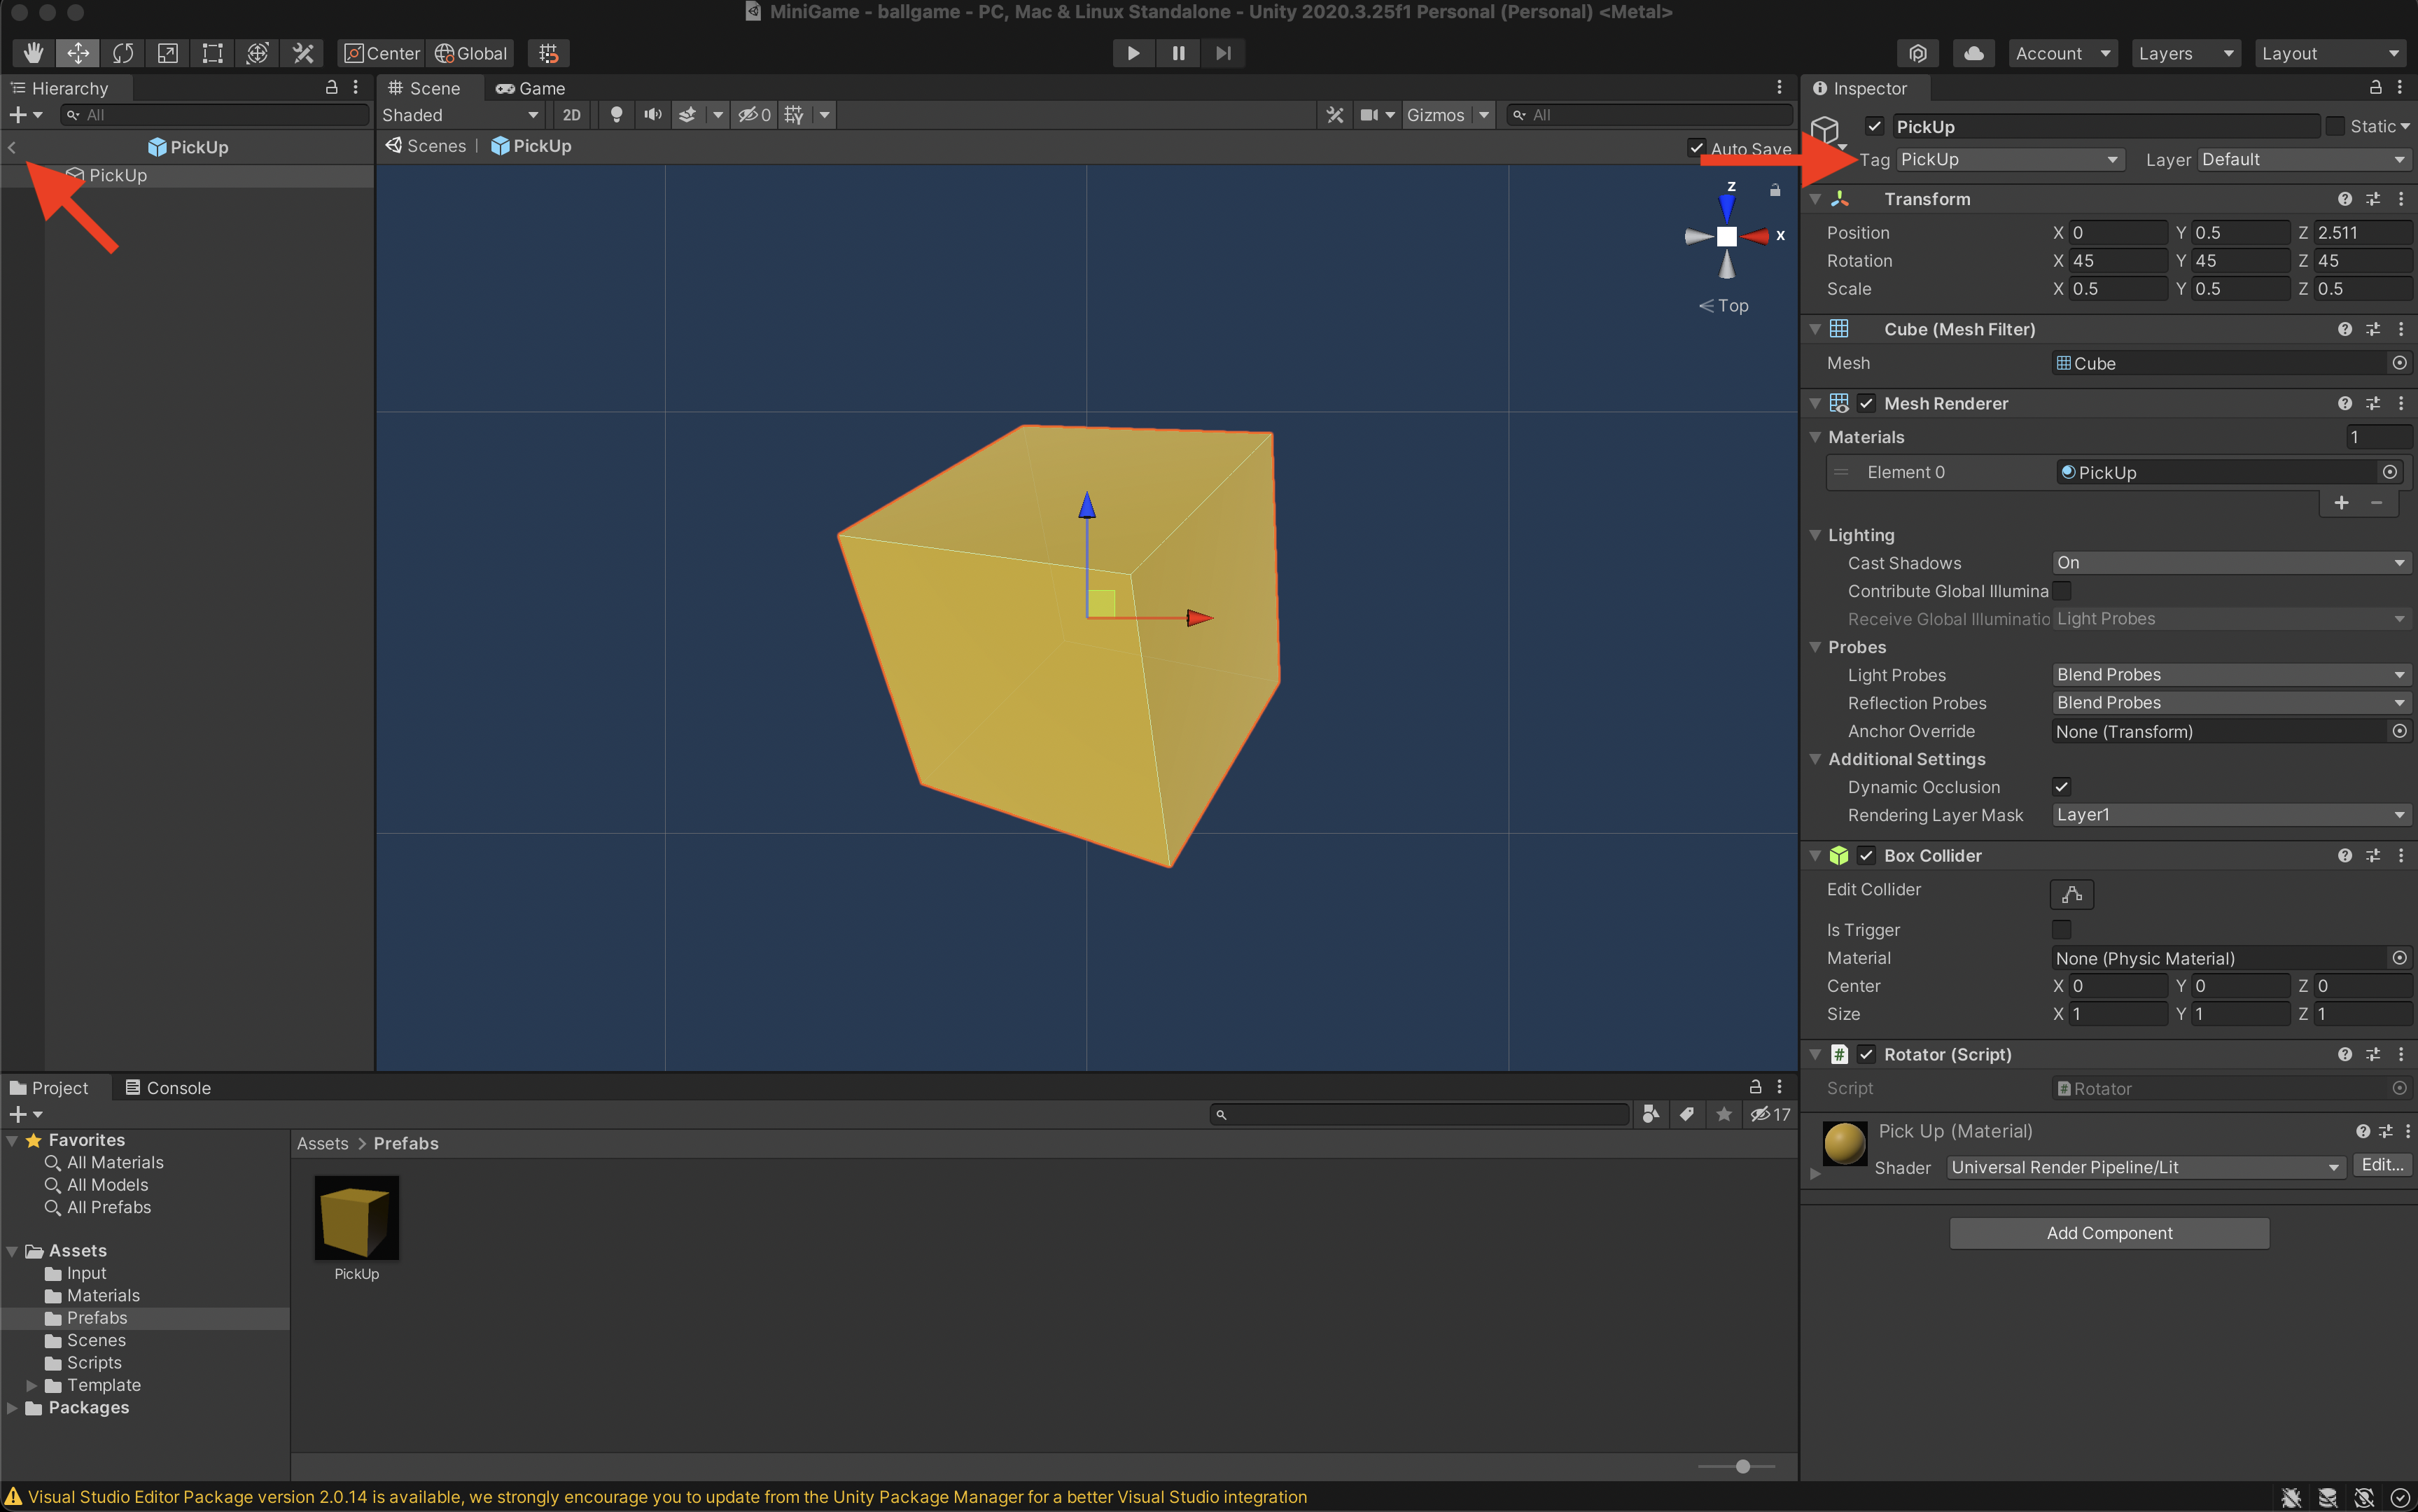 MiniGame - ballgame - PC, Mac & Linux Standalone - Unity 2020.3.25f1 Personal (Personal) <Metal>
Center Global Account Layers Layout
Hierarchy
All
PickUp
PickUp
Scene Game
Shaded 2D 0 Gizmos All
Scenes | PickUp Auto Save
z
x
< Top
Inspector
PickUp Static
Tag PickUp Layer Default
Transform
Position X 0 Y 0.5 Z 2.511
Rotation X 45 Y 45 Z 45
Scale X 0.5 Y 0.5 Z 0.5
Cube (Mesh Filter)
Mesh Cube
Mesh Renderer
Materials 1
Element 0 PickUp
Lighting
Cast Shadows On
Contribute Global Illumina
Receive Global Illuminatio Light Probes
Probes
Light Probes Blend Probes
Reflection Probes Blend Probes
Anchor Override None (Transform)
Additional Settings
Dynamic Occlusion
Rendering Layer Mask Layer1
Box Collider
Edit Collider
Is Trigger
Material None (Physic Material)
Center X 0 Y 0 Z 0
Size X 1 Y 1 Z 1
Rotator (Script)
Script Rotator
Pick Up (Material)
Shader Universal Render Pipeline/Lit Edit...
Add Component
Project Console
17
Favorites
All Materials
All Models
All Prefabs
Assets
Input
Materials
Prefabs
Scenes
Scripts
Template
Packages
Assets > Prefabs
PickUp
Visual Studio Editor Package version 2.0.14 is available, we strongly encourage you to update from the Unity Package Manager for a better Visual Studio integration